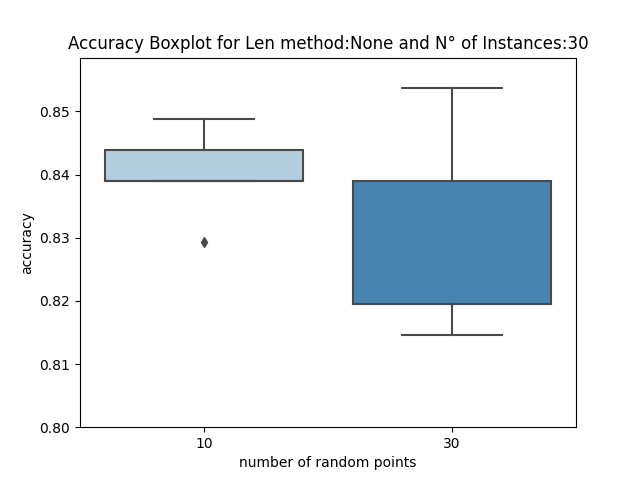 Accuracy Boxplot for Len method:None and N° of Instances:30
0.85
0.84
0.83
0.82
0.81
0.80
accuracy
10
30
number of random points